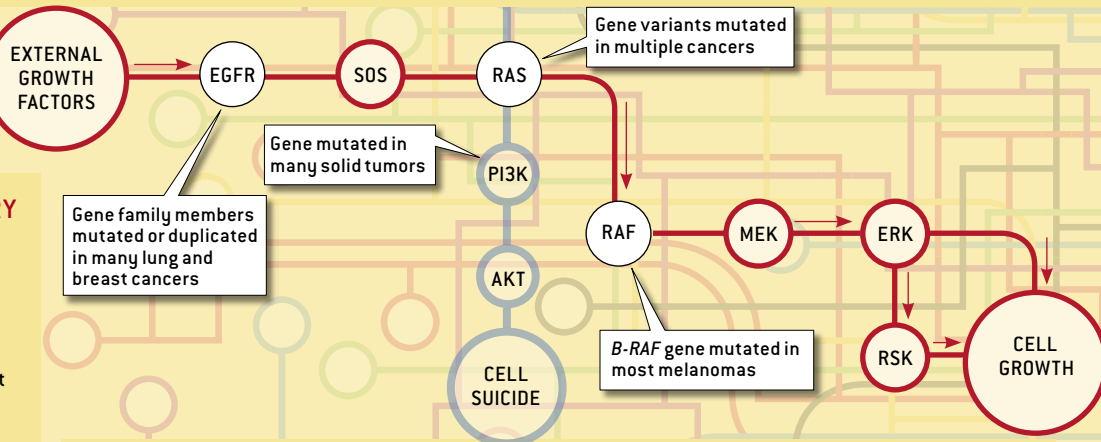 EXTERNAL
GROWTH
FACTORS
EGFR
SOS
RAS
Gene variants mutated
in multiple cancers
Gene mutated in
many solid tumors
PI3K
Gene family members
mutated or duplicated
in many lung and
breast cancers
RAF
MEK
ERK
AKT
B-RAF gene mutated in
most melanomas
RSK
CELL
GROWTH
CELL
SUICIDE
RY
t